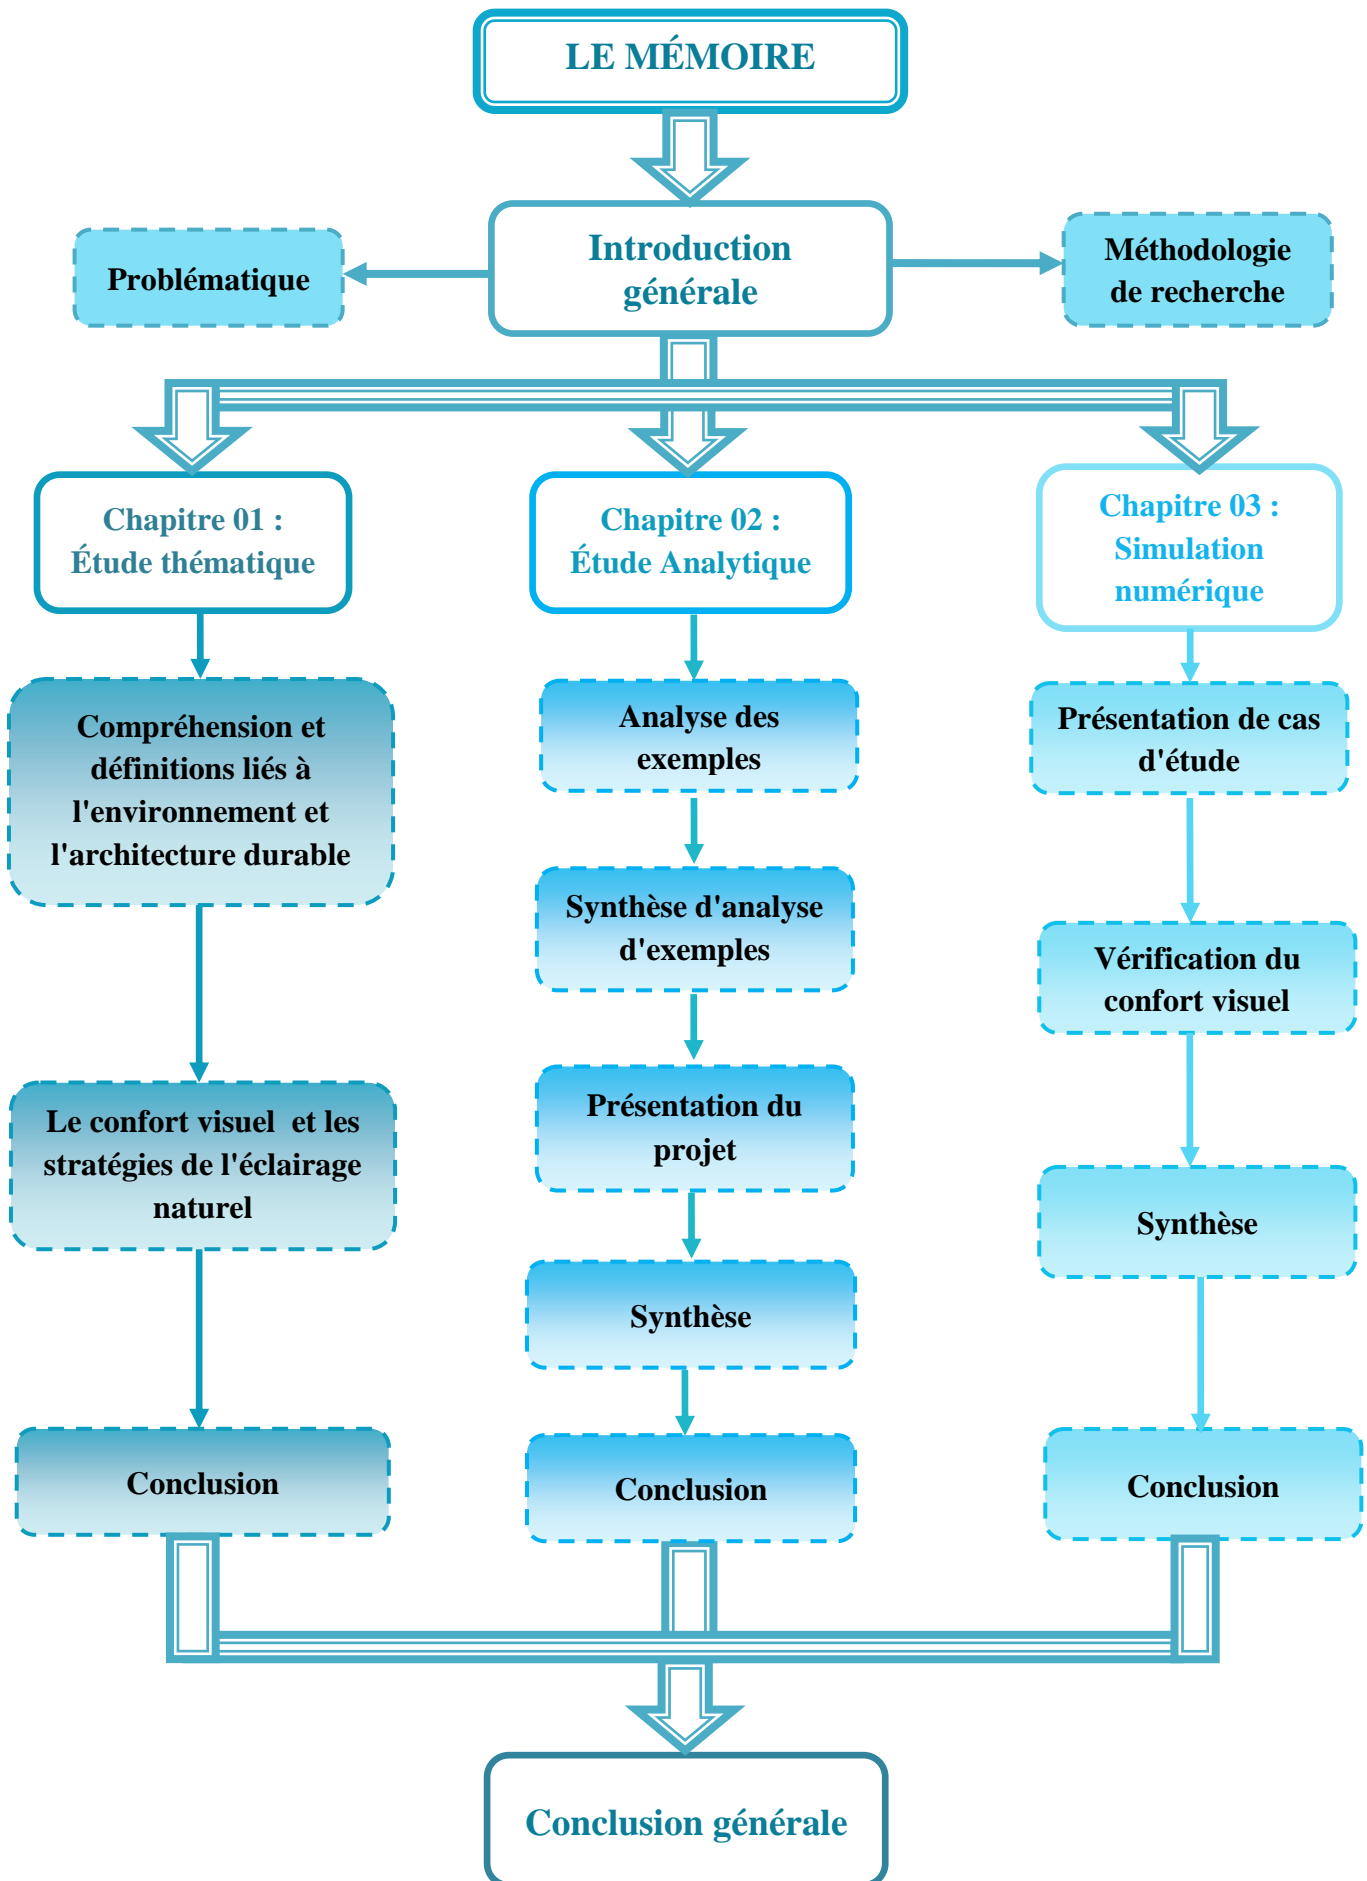 LE MÉMOIRE
Problématique
Introduction
générale
Méthodologie
de recherche
Chapitre 01 :
Étude thématique
Compréhension et
définitions liés à
l'environnement et
l'architecture durable
Le confort visuel et les
stratégies de l'éclairage
naturel
Conclusion
Chapitre 02 :
Étude Analytique
Analyse des
exemples
Synthèse d'analyse
d'exemples
Présentation du
projet
Synthèse
Conclusion
Chapitre 03 :
Simulation
numérique
Présentation de cas
d'étude
Vérification du
confort visuel
Synthèse
Conclusion
Conclusion générale